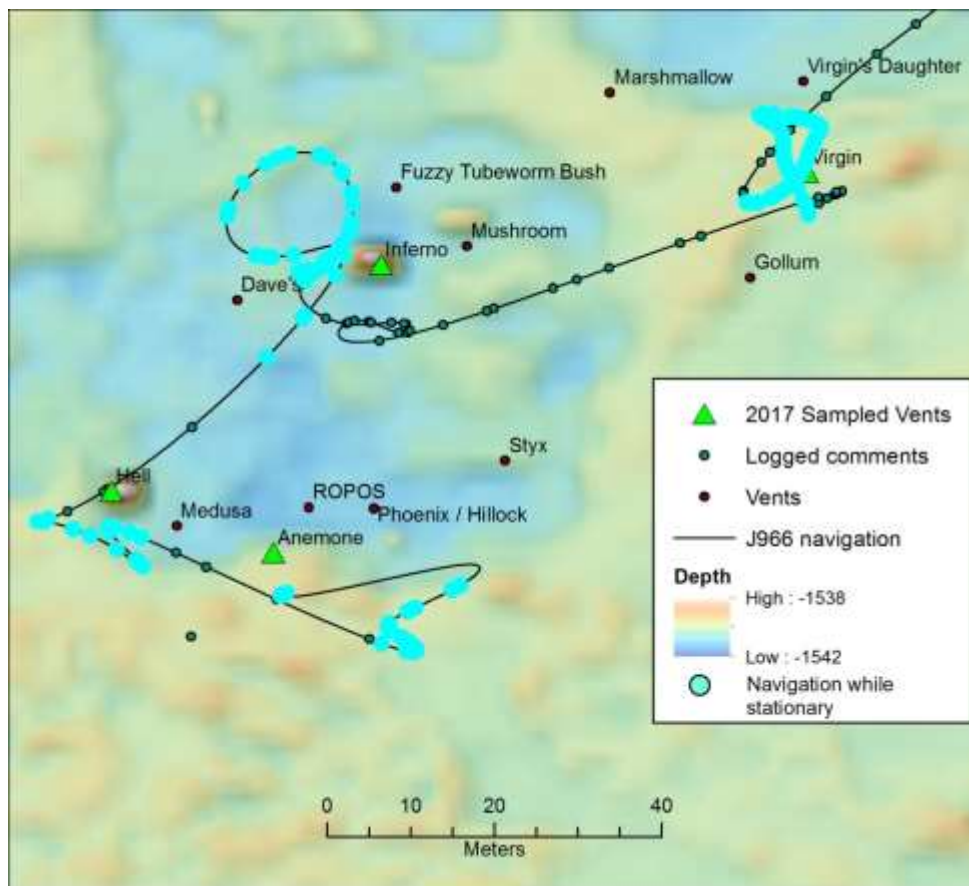 Virgin's Daughter
Marshmallow
Virgin
Fuzzy Tubeworm Bush
Mushroom
Inferno
Gollum
Dave's
Styx
Hell
ROPOS
Medusa
Phoenix / Hillock
Anemone
2017 Sampled Vents
Logged comments
Vents
J966 navigation
Depth
High : -1538
Low : -1542
Navigation while
stationary
0 10 20 40
Meters